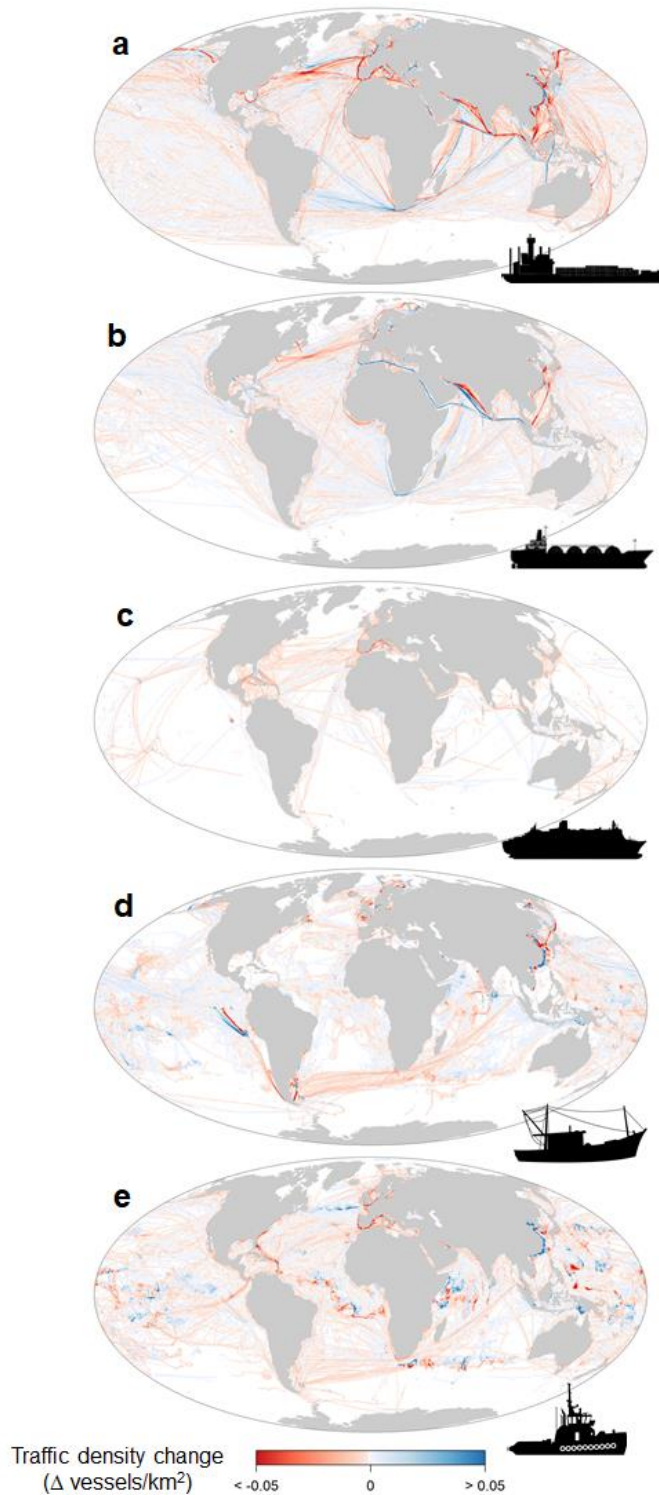 a
b
c
d
e
Traffic density change
(Δ vessels/km²)
< -0.05 0 > 0.05